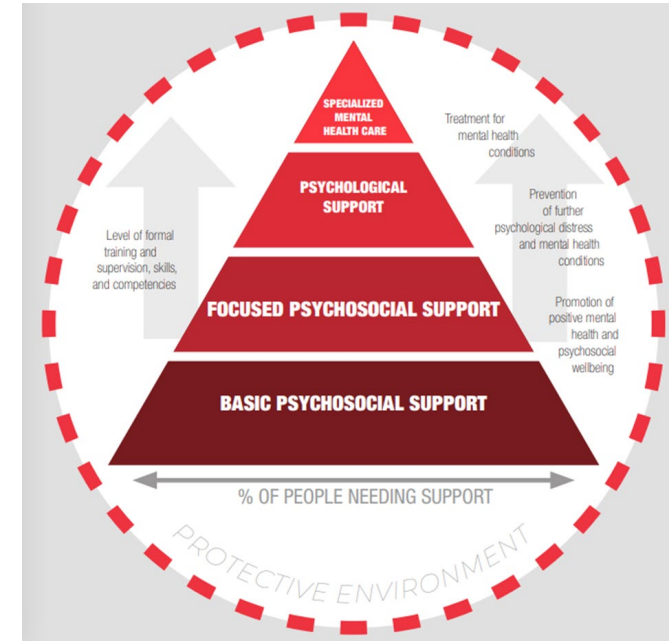 SPECIALIZED
MENTAL
HEALTH CARE
Treatment for
mental health
conditions
PSYCHOLOGICAL
SUPPORT
Prevention
of further
psychological distress
and mental health
conditions
Level of formal
training and
supervision, skills,
and competencies
FOCUSED PSYCHOSOCIAL SUPPORT
Promotion of
positive mental
health and
psychosocial
wellbeing
BASIC PSYCHOSOCIAL SUPPORT
% OF PEOPLE NEEDING SUPPORT
PROTECTIVE ENVIRONMENT